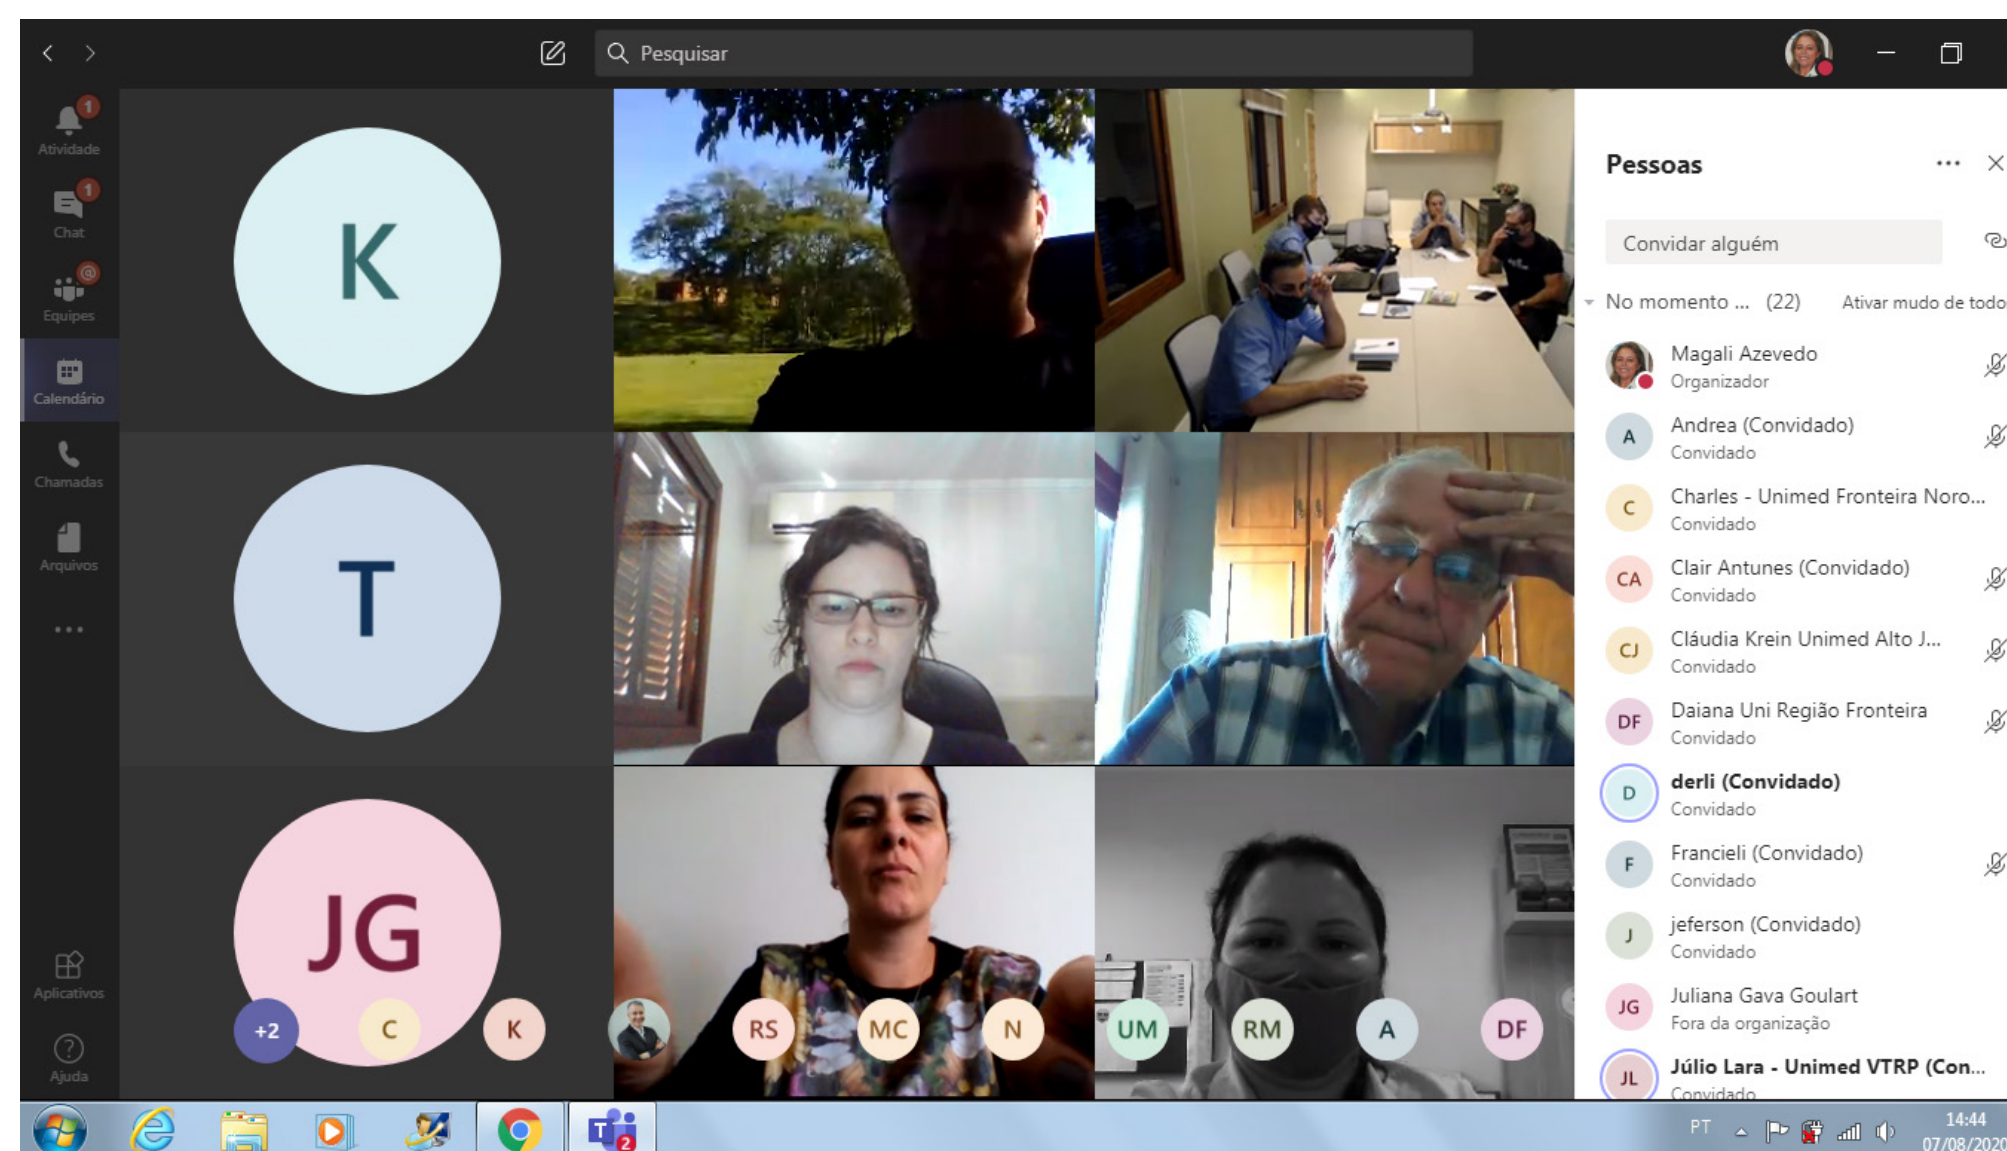 Pesquisar
1
Atividade
1
Chat
@
Equipes
Calendário
Chamadas
Arquivos
Aplicativos
Ajuda
K
T
JG
+2
C
K
RS
MC
N
UM
RM
A
DF
Pessoas
Convidar alguém
No momento ... (22) Ativar mudo de todo
Magali Azevedo
Organizador
A
Andrea (Convidado)
Convidado
C
Charles - Unimed Fronteira Noro...
Convidado
CA
Clair Antunes (Convidado)
Convidado
CJ
Cláudia Krein Unimed Alto J...
Convidado
DF
Daiana Uni Região Fronteira
Convidado
D
derli (Convidado)
Convidado
F
Francieli (Convidado)
Convidado
J
jeferson (Convidado)
Convidado
JG
Juliana Gava Goulart
Fora da organização
JL
Júlio Lara - Unimed VTRP (Con...
Convidado
T
2
PT
14:44
07/08/2020